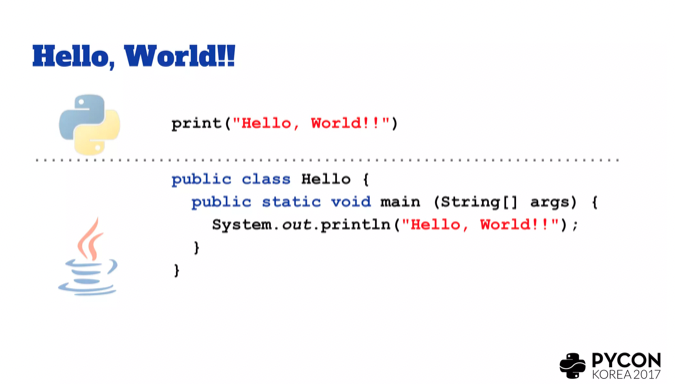 Hello, World!!
print("Hello, World!!")
public class Hello {
public static void main (String[] args) {
System.out.println("Hello, World!!");
}
}
PYCON
KOREA 2017